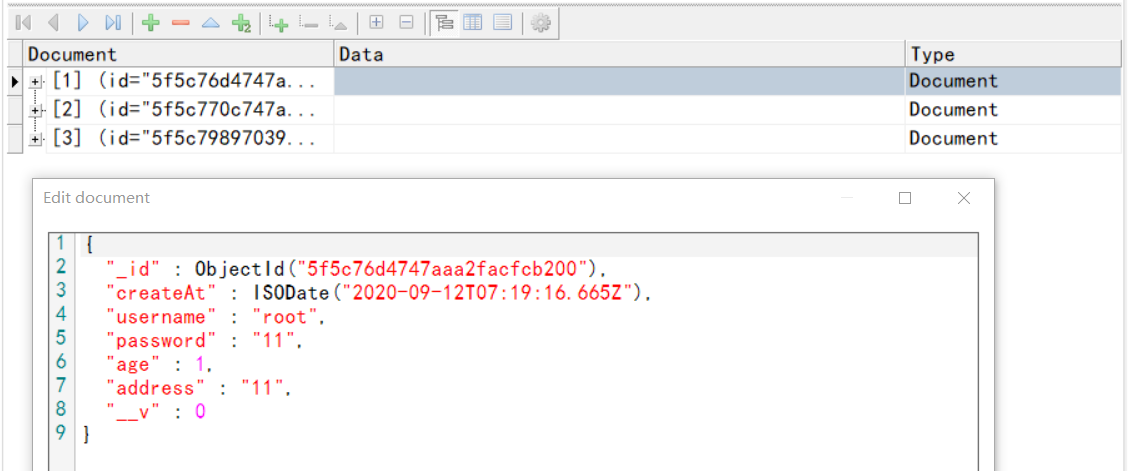 Document Data Type
[1] (id="5f5c76d4747a... Document
[2] (id="5f5c770c747a... Document
[3] (id="5f5c79897039... Document
Edit document
1 {
2 "_id" : ObjectId("5f5c76d4747aaa2facfcb200"),
3 "createAt" : ISODate("2020-09-12T07:19:16.665Z"),
4 "username" : "root",
5 "password" : "11",
6 "age" : 1,
7 "address" : "11",
8 "__v" : 0
9 }